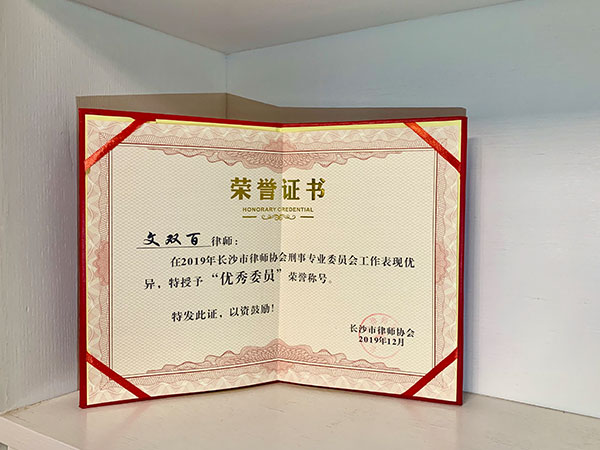 荣誉证书
HONORARY CREDENTIAL
文双百 律师：
在2019年长沙市律师协会刑事专业委员会工作表现优
异，特授予“优秀委员”荣誉称号。
特发此证，以资鼓励！
长沙市律师协会
2019年12月